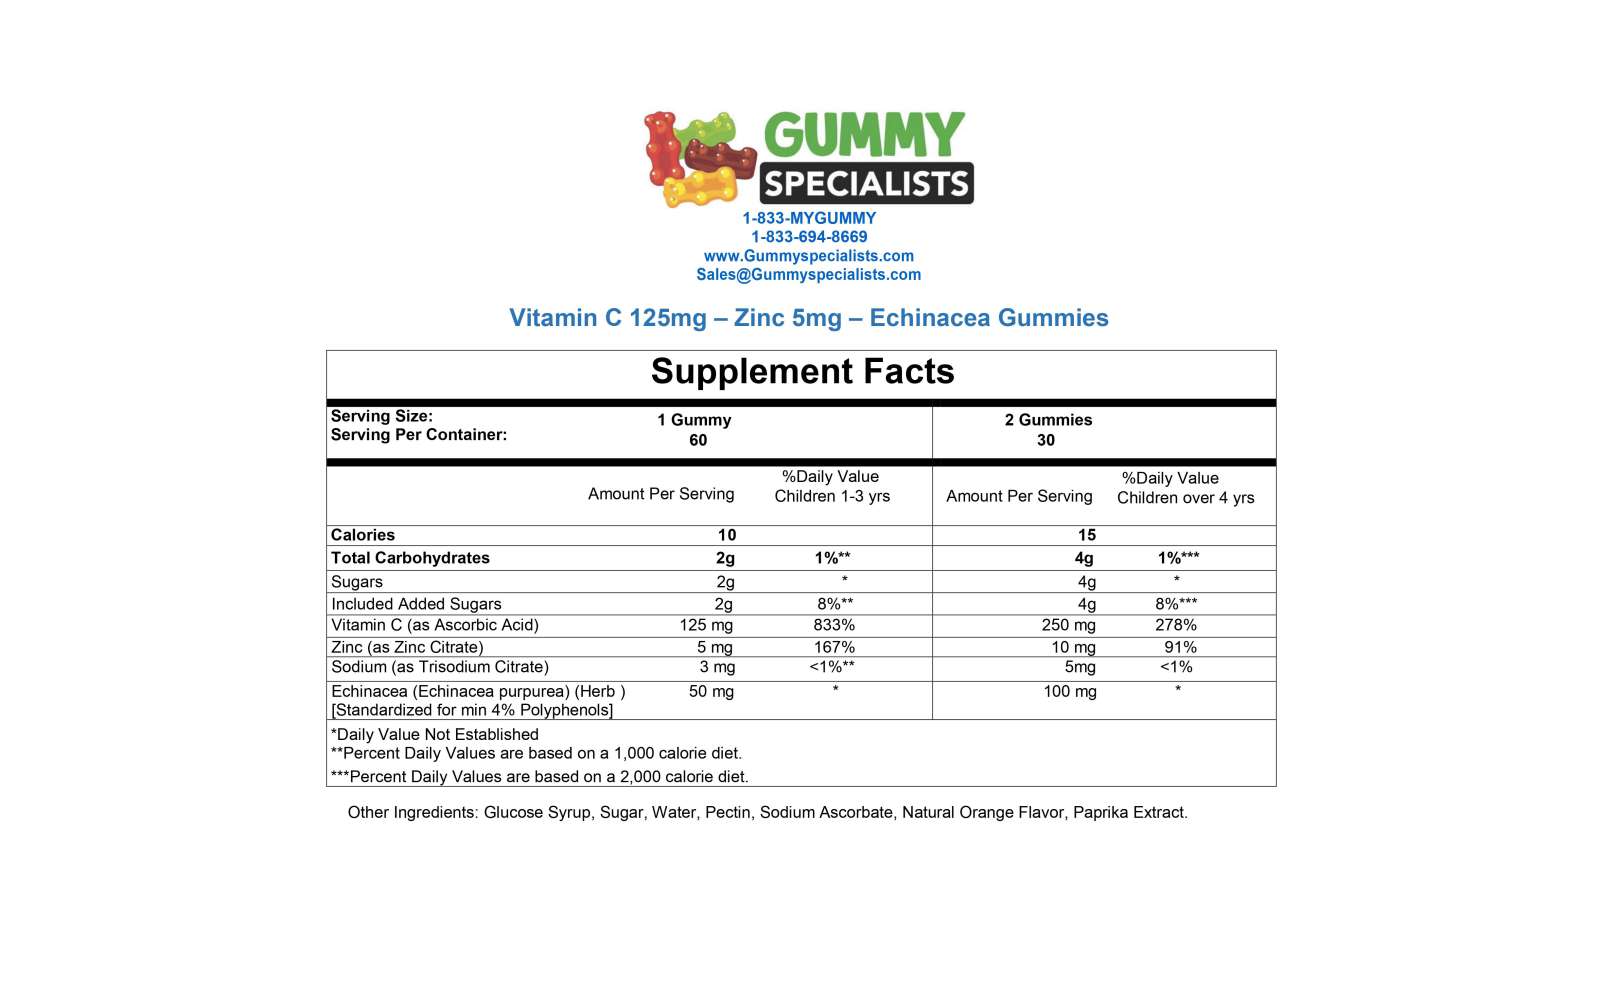 GUMMY
SPECIALISTS
1-833-MYGUMMY
1-833-694-8669
www.Gummyspecialists.com
Sales@Gummyspecialists.com
Vitamin C 125mg – Zinc 5mg – Echinacea Gummies
Supplement Facts
Serving Size: 1 Gummy 2 Gummies
Serving Per Container: 60 30
%Daily Value %Daily Value
Amount Per Serving Children 1-3 yrs Amount Per Serving Children over 4 yrs
Calories 10 15
Total Carbohydrates 2g 1%** 4g 1%***
Sugars 2g * 4g *
Included Added Sugars 2g 8%** 4g 8%***
Vitamin C (as Ascorbic Acid) 125 mg 833% 250 mg 278%
Zinc (as Zinc Citrate) 5 mg 167% 10 mg 91%
Sodium (as Trisodium Citrate) 3 mg <1%** 5mg <1%
Echinacea (Echinacea purpurea) (Herb ) 50 mg * 100 mg *
[Standardized for min 4% Polyphenols]
*Daily Value Not Established
**Percent Daily Values are based on a 1,000 calorie diet.
***Percent Daily Values are based on a 2,000 calorie diet.
Other Ingredients: Glucose Syrup, Sugar, Water, Pectin, Sodium Ascorbate, Natural Orange Flavor, Paprika Extract.